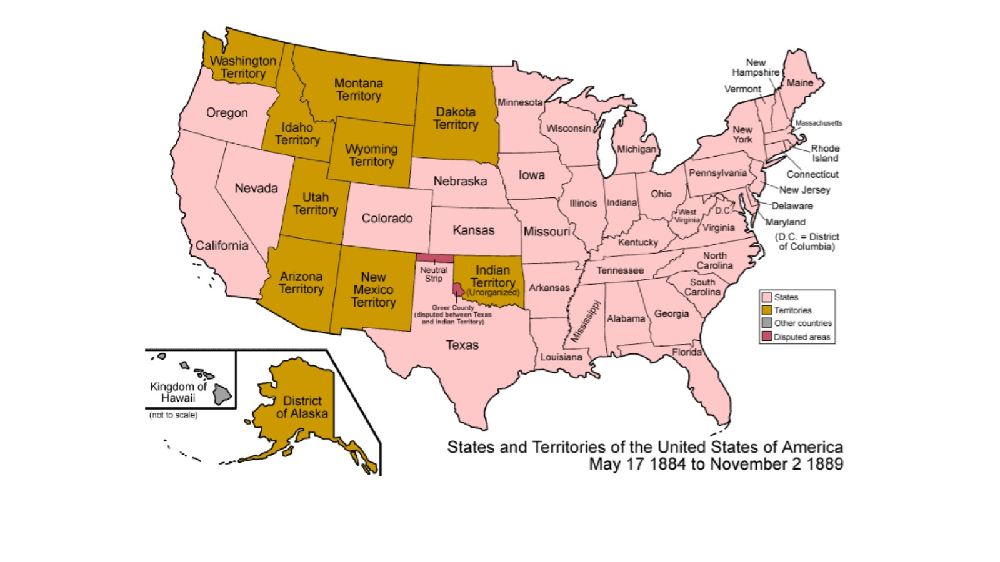 Washington
Territory
Montana
Territory
Dakota
Territory
Minnesota
Oregon
Idaho
Territory
Wyoming
Territory
Wisconsin
Michigan
New
Hampshire
Vermont
Maine
Massachusetts
New
York
Rhode
Island
Connecticut
Pennsylvania
New Jersey
Delaware
Maryland
(D.C. = District
of Columbia)
Nevada
Utah
Territory
Colorado
Nebraska
Iowa
Illinois
Indiana
Ohio
West
Virginia
D.C.
Virginia
California
Kansas
Missouri
Kentucky
Arizona
Territory
New
Mexico
Territory
Neutral
Strip
Indian
Territory
(Unorganized)
Greer County
(disputed between Texas
and Indian Territory)
Arkansas
Tennessee
North
Carolina
South
Carolina
Mississippi
Alabama
Georgia
Texas
Louisiana
Florida
States
Territories
Other countries
Disputed areas
Kingdom of
Hawaii
(not to scale)
District
of Alaska
States and Territories of the United States of America
May 17 1884 to November 2 1889